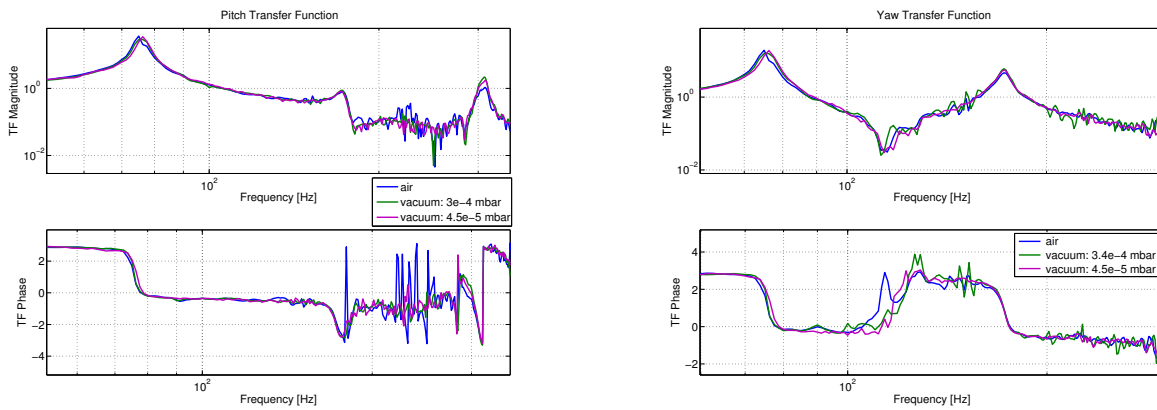 Pitch Transfer Function
TF Magnitude
10^0
10^-2
10^2
Frequency [Hz]
air
vacuum: 3e-4 mbar
vacuum: 4.5e-5 mbar
TF Phase
2
0
-2
-4
10^2
Frequency [Hz]
Yaw Transfer Function
TF Magnitude
10^0
10^-2
10^2
Frequency [Hz]
air
vacuum: 3.4e-4 mbar
vacuum: 4.5e-5 mbar
TF Phase
4
2
0
-2
10^2
Frequency [Hz]